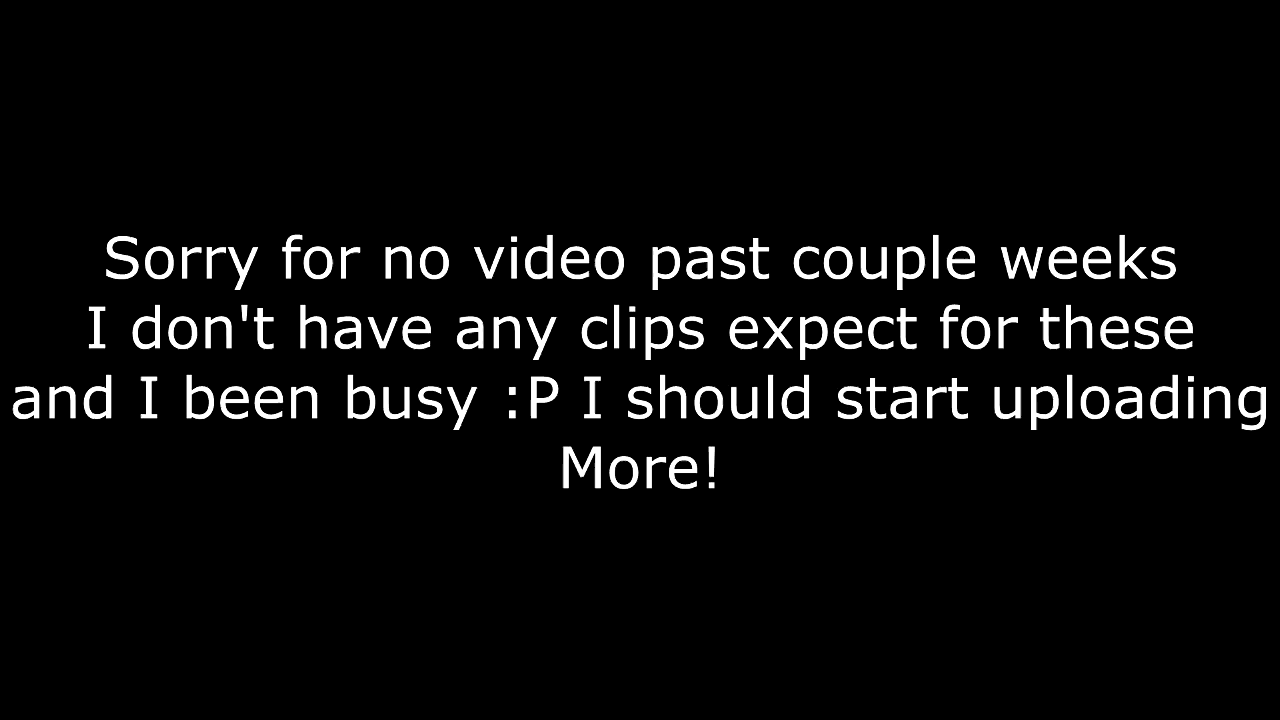 Sorry for no video past couple weeks
I don't have any clips expect for these
and I been busy :P I should start uploading
More!